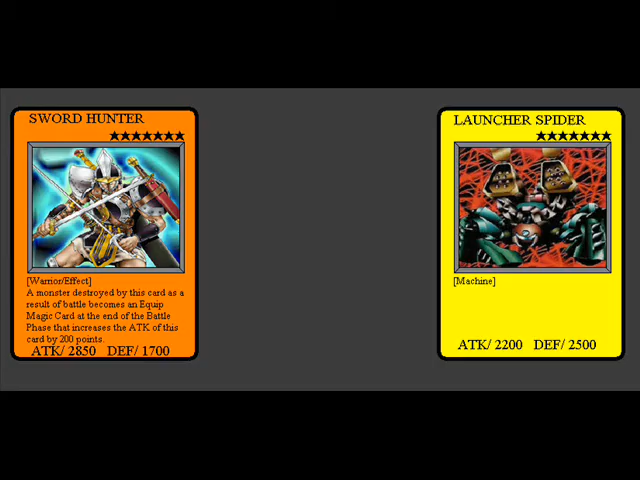 SWORD HUNTER
★★★★★★★
[Warrior/Effect]
A monster destroyed by this card as a
result of battle becomes an Equip
Magic Card at the end of the Battle
Phase that increases the ATK of this
card by 200 points.
ATK/ 2850 DEF/ 1700
LAUNCHER SPIDER
★★★★★★★
[Machine]
ATK/ 2200 DEF/ 2500